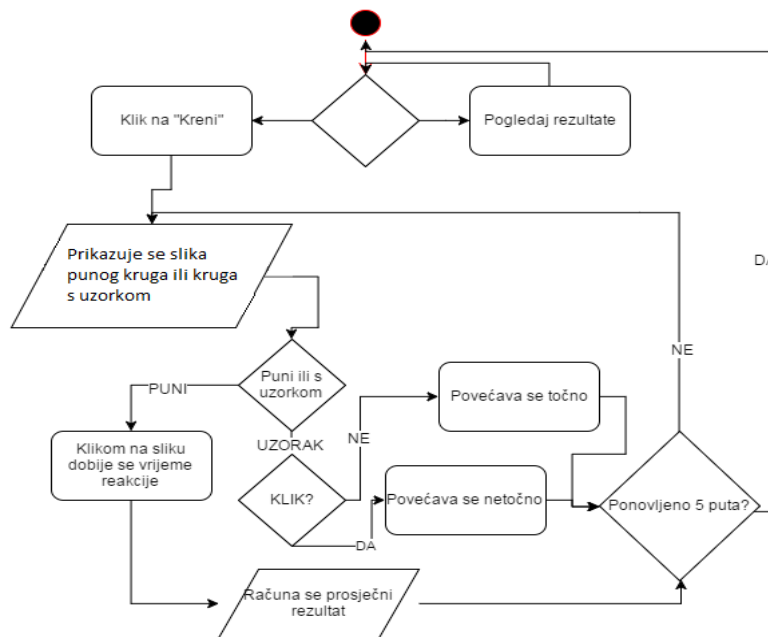 Klik na "Kreni"
Pogledaj rezultate
Prikazuje se slika
punog kruga ili kruga
s uzorkom
DA
NE
Puni ili s
uzorkom
PUNI
Povećava se točno
UZORAK
NE
Klikom na sliku
dobije se vrijeme
reakcije
KLIK?
Povećava se netočno
Ponovljeno 5 puta?
DA
Računa se prosječni
rezultat